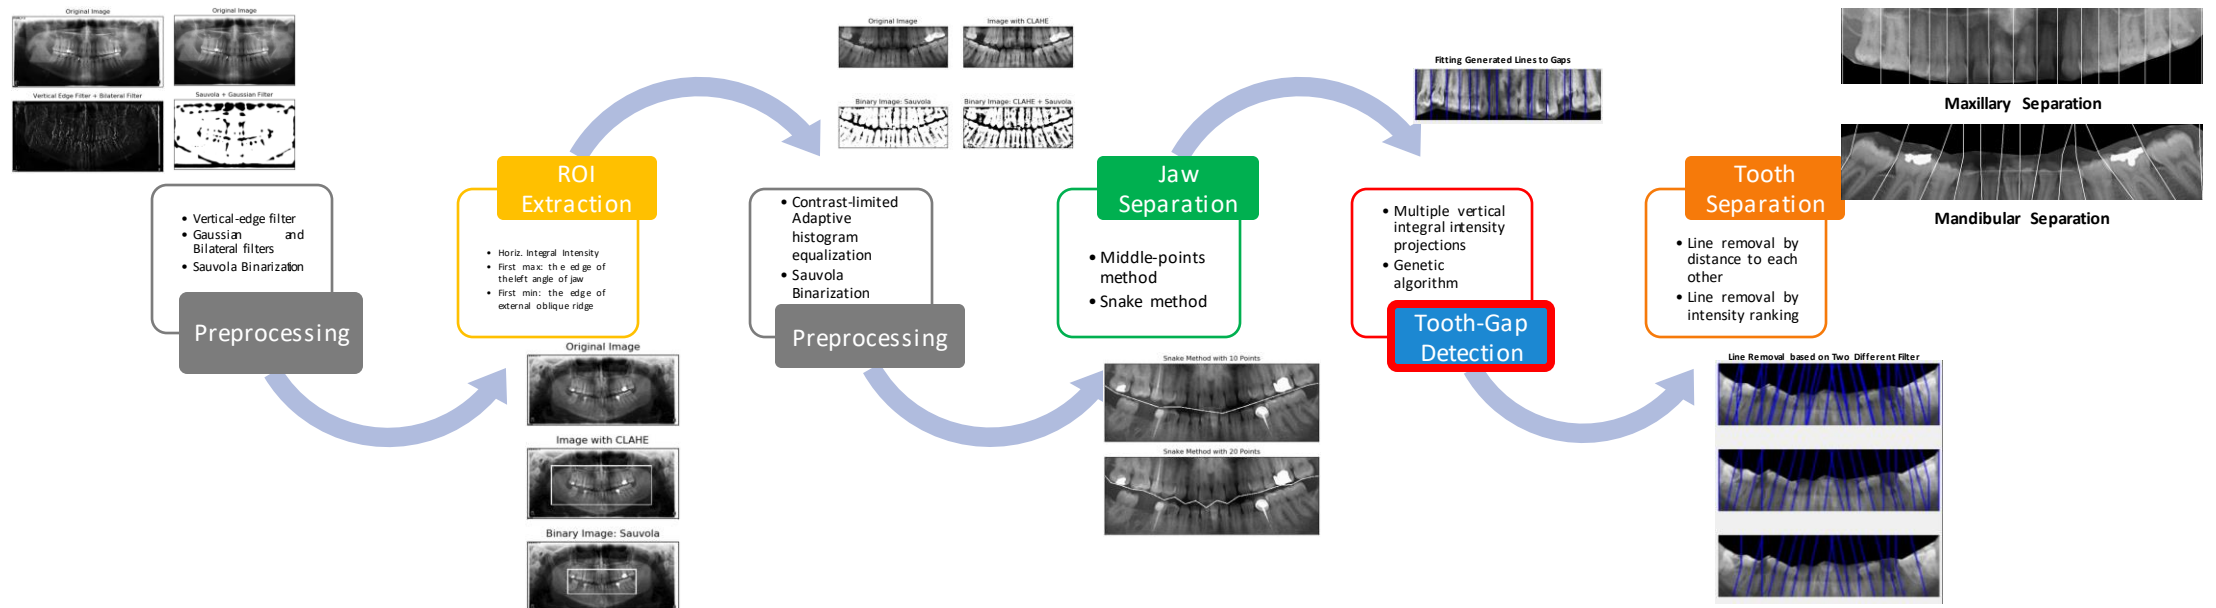 Original Image
Original Image
Vertical Edge Filter + Bilateral Filter
Sauvola + Gaussian Filter
• Vertical-edge filter
• Gaussian and
Bilateral filters
• Sauvola Binarization
Preprocessing
ROI
Extraction
• Horiz. Integral Intensity
• First max: the edge of
the left angle of jaw
• First min: the edge of
external oblique ridge
Original Image
Image with CLAHE
Binary Image: Sauvola
Original Image
Image with CLAHE
Binary Image: Sauvola
Binary Image: CLAHE + Sauvola
• Contrast-limited
Adaptive
histogram
equalization
• Sauvola
Binarization
Preprocessing
Jaw
Separation
• Middle-points
method
• Snake method
Snake Method with 10 Points
Snake Method with 20 Points
Fitting Generated Lines to Gaps
• Multiple vertical
integral intensity
projections
• Genetic
algorithm
Tooth-Gap
Detection
Tooth
Separation
• Line removal by
distance to each
other
• Line removal by
intensity ranking
Line Removal based on Two Different Filter
Maxillary Separation
Mandibular Separation